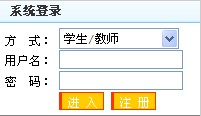 系统登录
方 式： 学生/教师
用户名：
密 码：
进 入 注 册